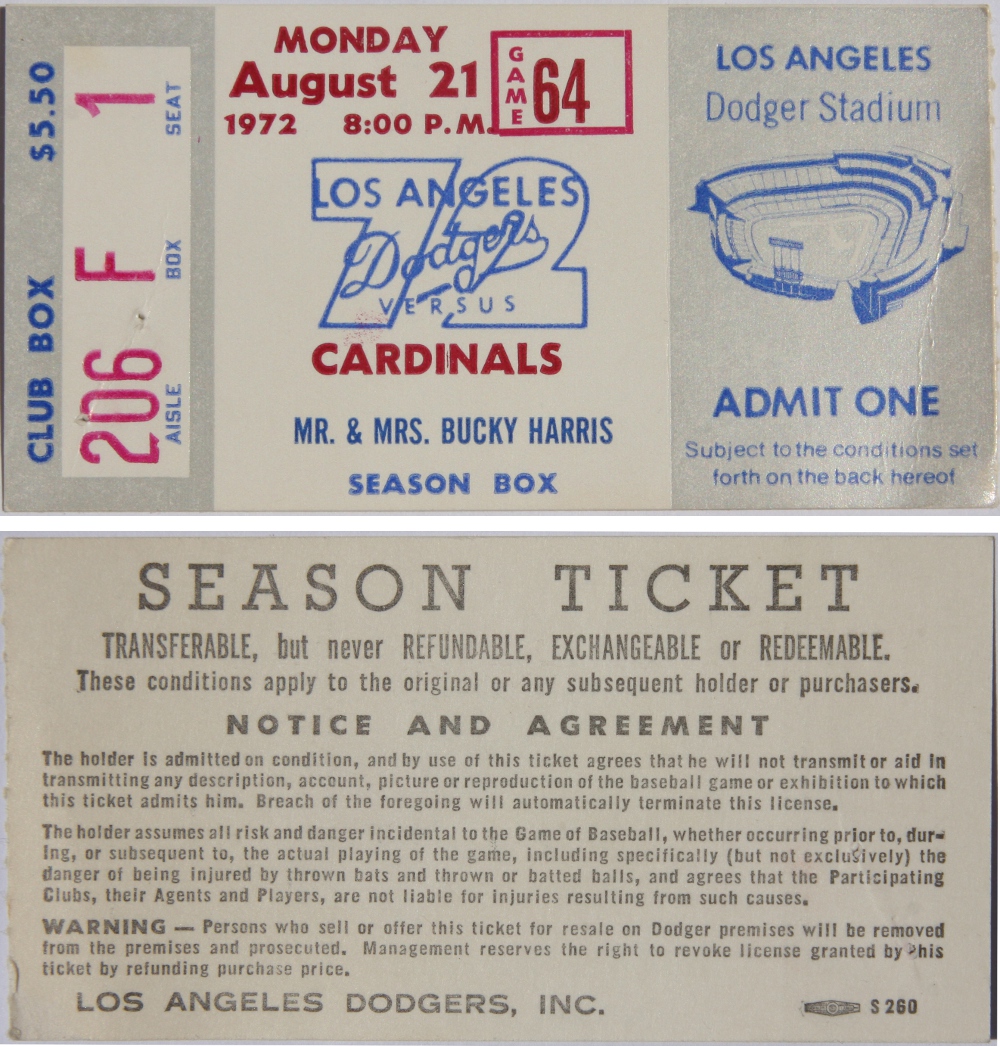 CLUB BOX $5.50
206 F 1
AISLE BOX SEAT
MONDAY
August 21
1972 8:00 P.M.
GAME 64
72
LOS ANGELES
Dodgers
VERSUS
CARDINALS
MR. & MRS. BUCKY HARRIS
SEASON BOX
LOS ANGELES
Dodger Stadium
ADMIT ONE
Subject to the conditions set
forth on the back hereof
SEASON TICKET
TRANSFERABLE, but never REFUNDABLE, EXCHANGEABLE or REDEEMABLE.
These conditions apply to the original or any subsequent holder or purchasers.
NOTICE AND AGREEMENT
The holder is admitted on condition, and by use of this ticket agrees that he will not transmit or aid in
transmitting any description, account, picture or reproduction of the baseball game or exhibition to which
this ticket admits him. Breach of the foregoing will automatically terminate this license.
The holder assumes all risk and danger incidental to the Game of Baseball, whether occurring prior to, dur-
ing, or subsequent to, the actual playing of the game, including specifically (but not exclusively) the
danger of being injured by thrown bats and thrown or batted balls, and agrees that the Participating
Clubs, their Agents and Players, are not liable for injuries resulting from such causes.
WARNING — Persons who sell or offer this ticket for resale on Dodger premises will be removed
from the premises and prosecuted. Management reserves the right to revoke license granted by this
ticket by refunding purchase price.
LOS ANGELES DODGERS, INC.
S 260